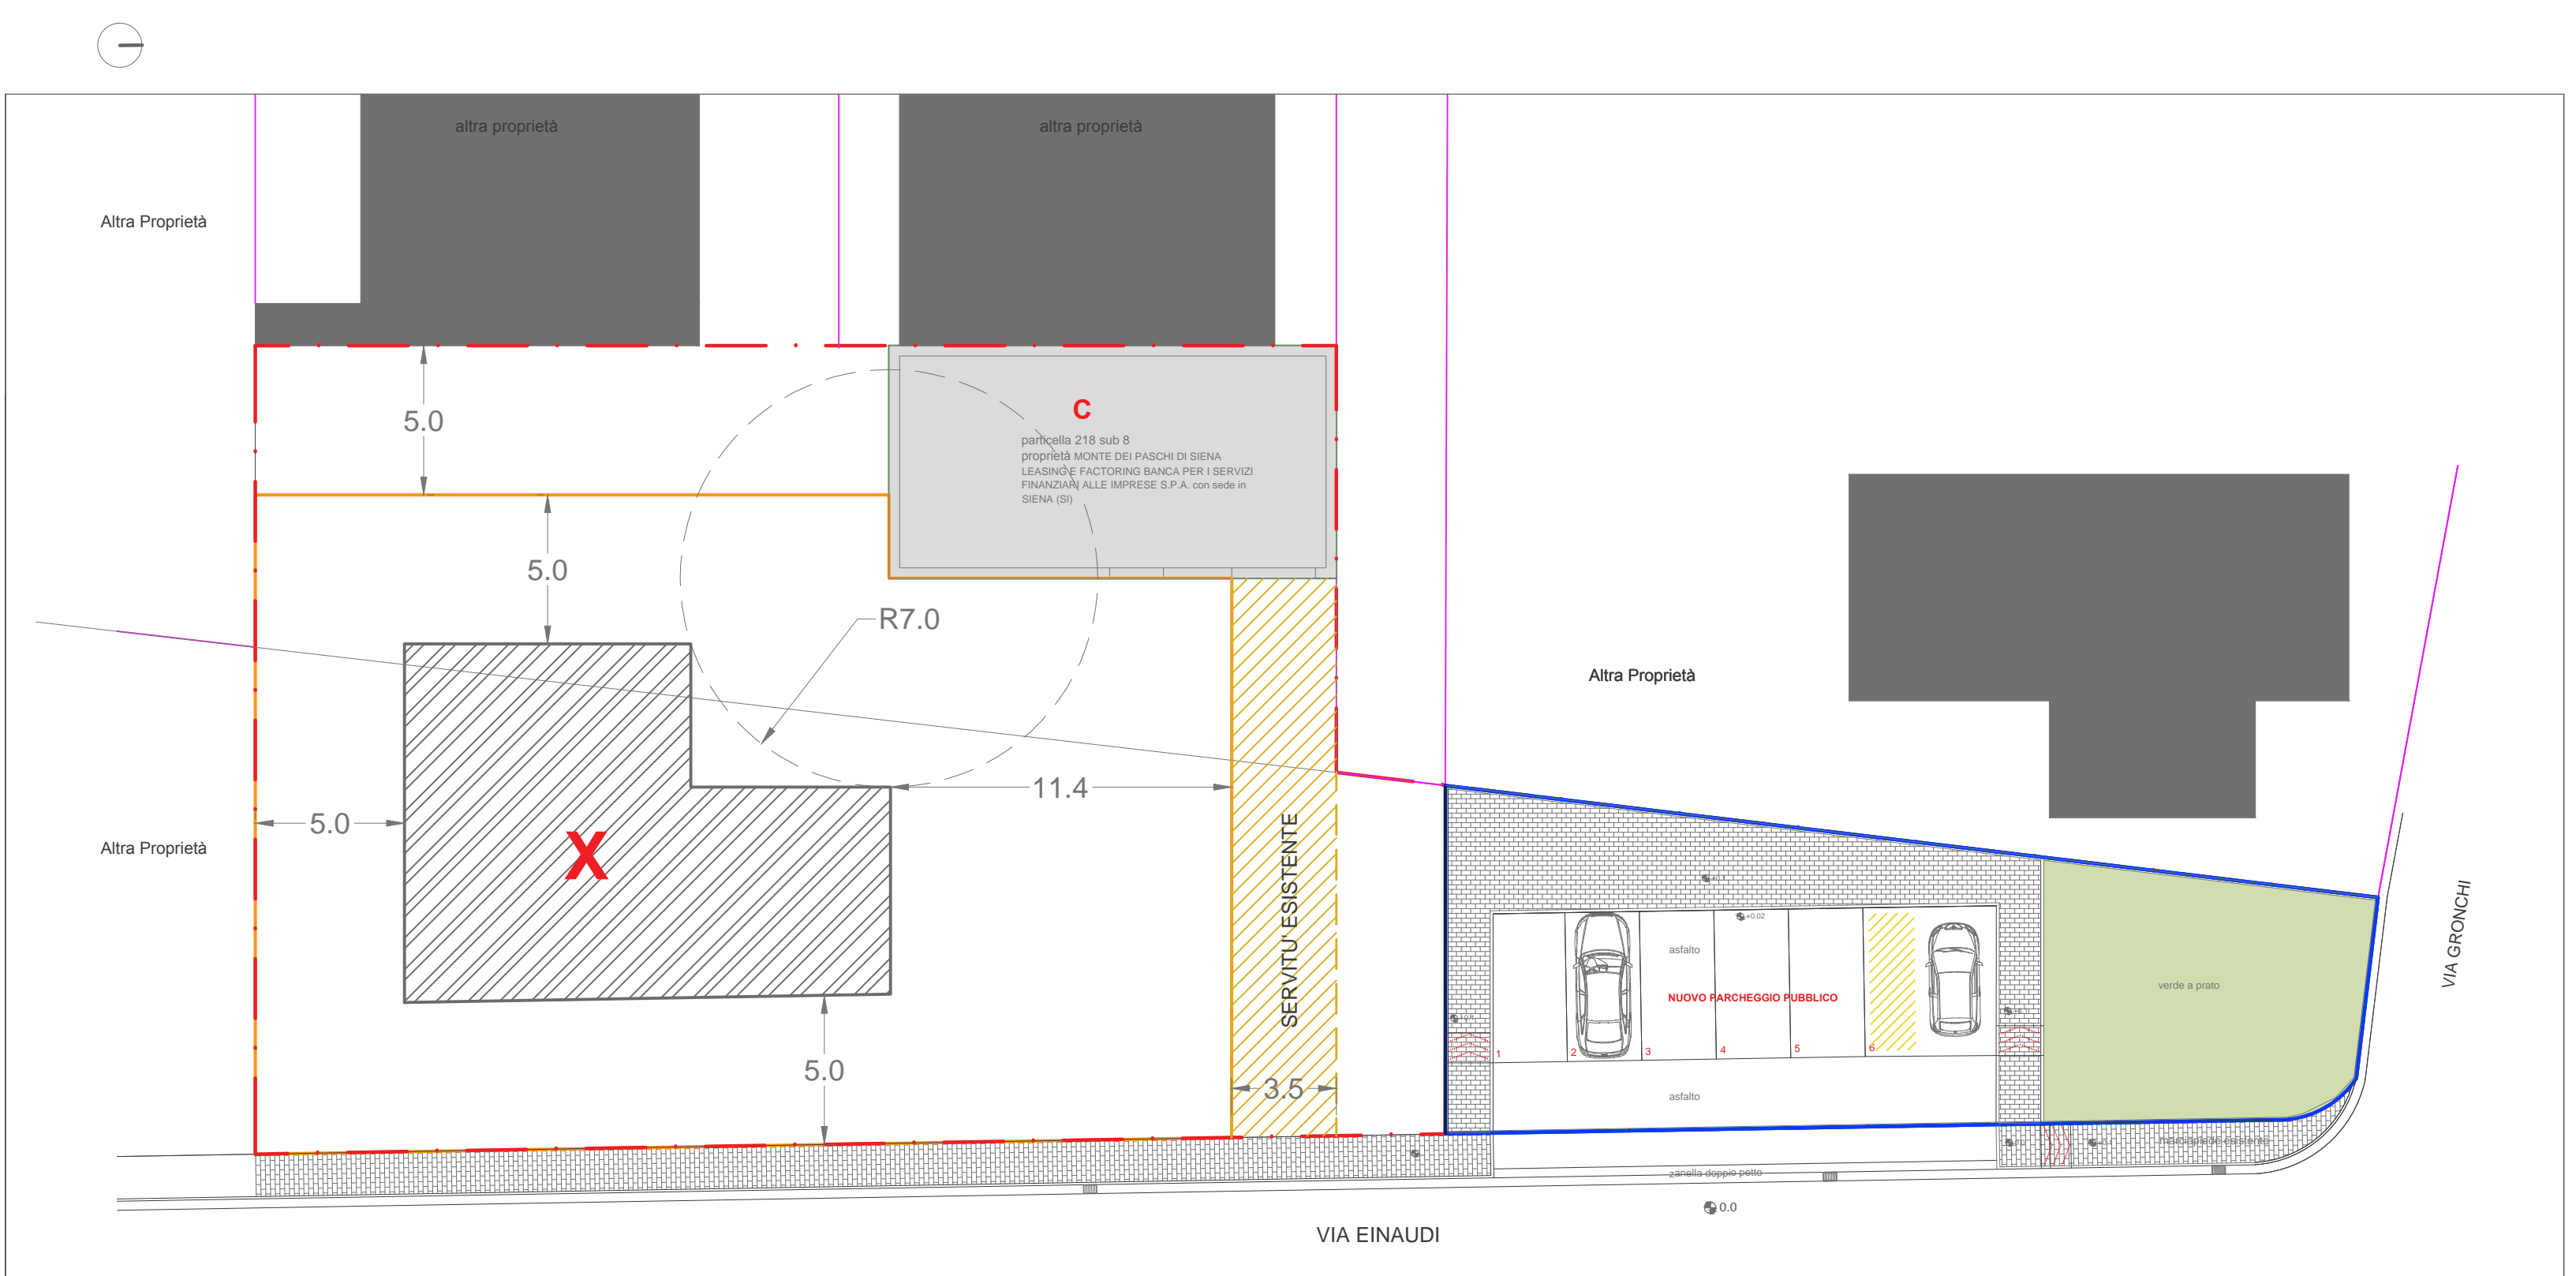 altra proprietà
altra proprietà
Altra Proprietà
C
particella 218 sub 8
proprietà MONTE DEI PASCHI DI SIENA
LEASING E FACTORING BANCA PER I SERVIZI
FINANZIARI ALLE IMPRESE S.P.A. con sede in
SIENA (SI)
5.0
5.0
R7.0
Altra Proprietà
11.4
5.0
X
Altra Proprietà
SERVITU' ESISTENTE
5.0
3.5
+0.02
asfalto
NUOVO PARCHEGGIO PUBBLICO
1
2
3
4
5
6
asfalto
verde a prato
VIA GRONCHI
marciapiede esistente
zanella doppio petto
0.0
VIA EINAUDI